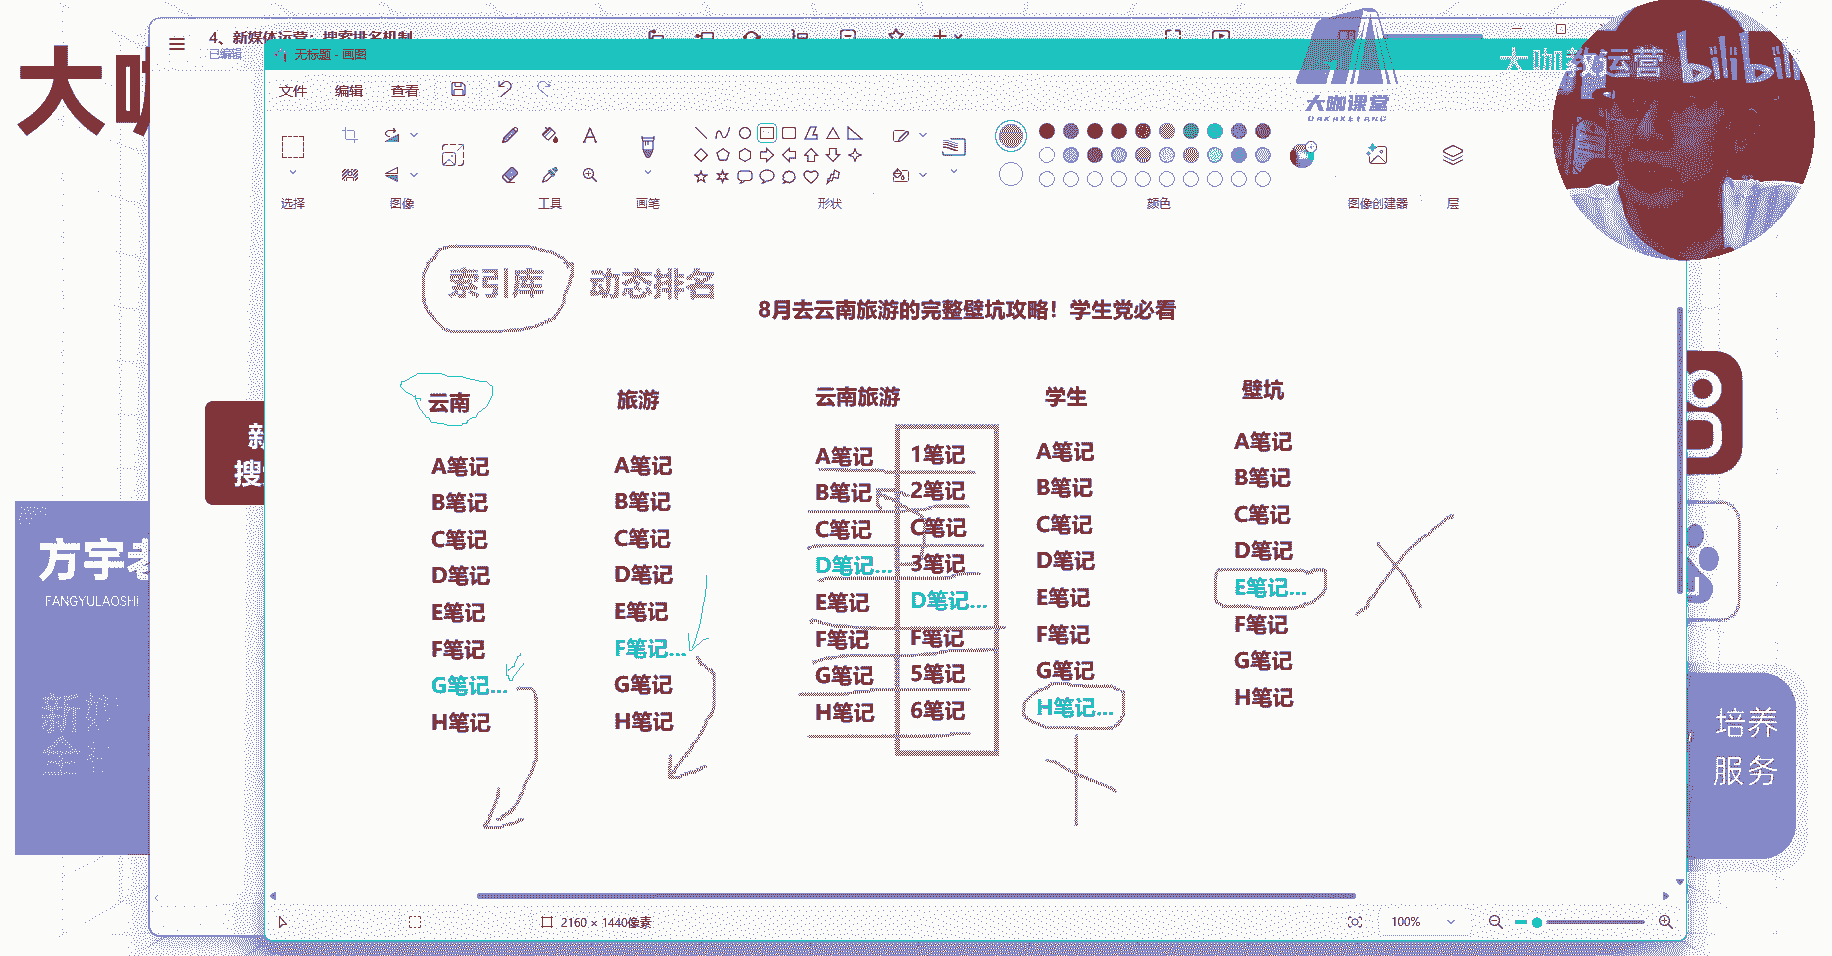 大咖
4、新媒体运营：搜索排名机制
已编辑
无标题 - 画图
大咖课堂
DAKAKETANG
大咖教运营 bilibili
文件 编辑 查看
选择 图像 工具 画笔 形状 颜色 图像创建器 层
索引库 动态排名
8月去云南旅游的完整壁坑攻略！学生党必看
云南 旅游 云南旅游 学生 壁坑
A笔记 A笔记 A笔记 1笔记 A笔记 A笔记
B笔记 B笔记 B笔记 2笔记 B笔记 B笔记
C笔记 C笔记 C笔记 C笔记 C笔记 C笔记
D笔记 D笔记 D笔记... 3笔记 D笔记 D笔记
E笔记 E笔记 E笔记 D笔记... E笔记 E笔记...
F笔记 F笔记... F笔记 F笔记 F笔记 F笔记
G笔记... G笔记 G笔记 5笔记 G笔记 G笔记
H笔记 H笔记 H笔记 6笔记 H笔记... H笔记
新
搜
方宇老
FANGYULAOSHI
新媒
全
培养
服务
2160 × 1440像素
100%